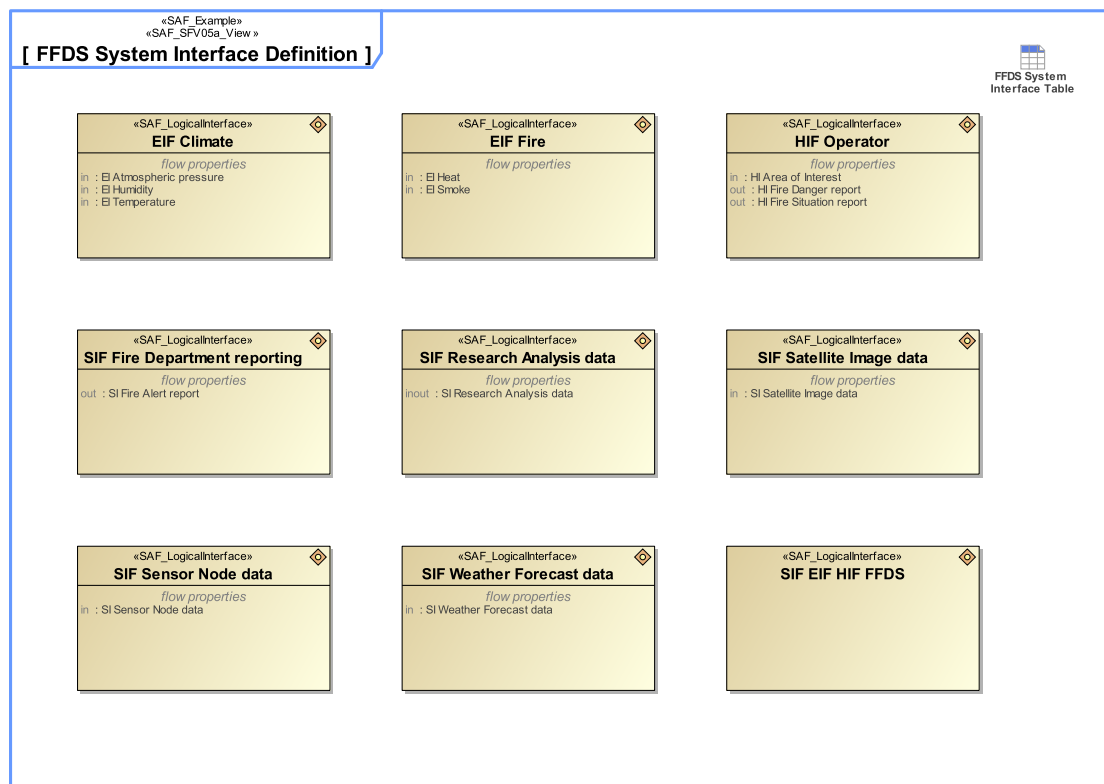 «SAF_Example»
«SAF_SFV05a_View »
[ FFDS System Interface Definition ]
FFDS System
Interface Table
«SAF_LogicalInterface»
EIF Climate
flow properties
in : EI Atmospheric pressure
in : EI Humidity
in : EI Temperature
«SAF_LogicalInterface»
EIF Fire
flow properties
in : EI Heat
in : EI Smoke
«SAF_LogicalInterface»
HIF Operator
flow properties
in : HI Area of Interest
out : HI Fire Danger report
out : HI Fire Situation report
«SAF_LogicalInterface»
SIF Fire Department reporting
flow properties
out : SI Fire Alert report
«SAF_LogicalInterface»
SIF Research Analysis data
flow properties
inout : SI Research Analysis data
«SAF_LogicalInterface»
SIF Satellite Image data
flow properties
in : SI Satellite Image data
«SAF_LogicalInterface»
SIF Sensor Node data
flow properties
in : SI Sensor Node data
«SAF_LogicalInterface»
SIF Weather Forecast data
flow properties
in : SI Weather Forecast data
«SAF_LogicalInterface»
SIF EIF HIF FFDS